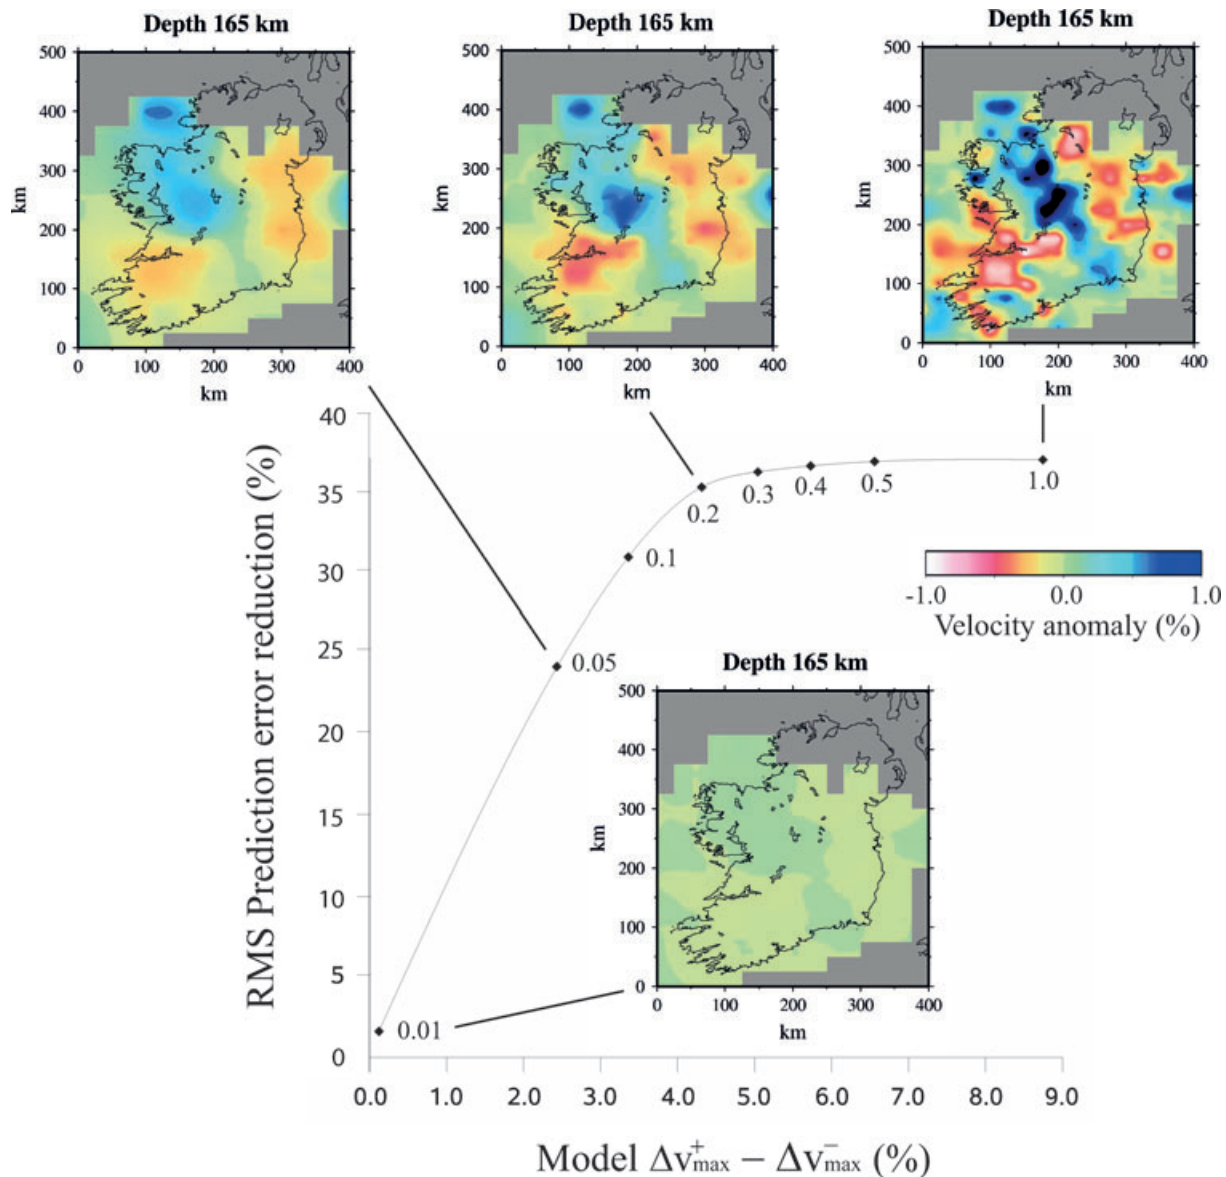 Depth 165 km
500
400
300
200
100
0
km
0 100 200 300 400
km
Depth 165 km
500
400
300
200
100
0
km
0 100 200 300 400
km
Depth 165 km
500
400
300
200
100
0
km
0 100 200 300 400
km
RMS Prediction error reduction (%)
40
35
30
25
20
15
10
5
0
0.01
0.05
0.1
0.2
0.3
0.4
0.5
1.0
-1.0 0.0 1.0
Velocity anomaly (%)
Depth 165 km
500
400
300
200
100
0
km
0 100 200 300 400
km
0.0 1.0 2.0 3.0 4.0 5.0 6.0 7.0 8.0 9.0
Model Δv⁺max − Δv⁻max (%)